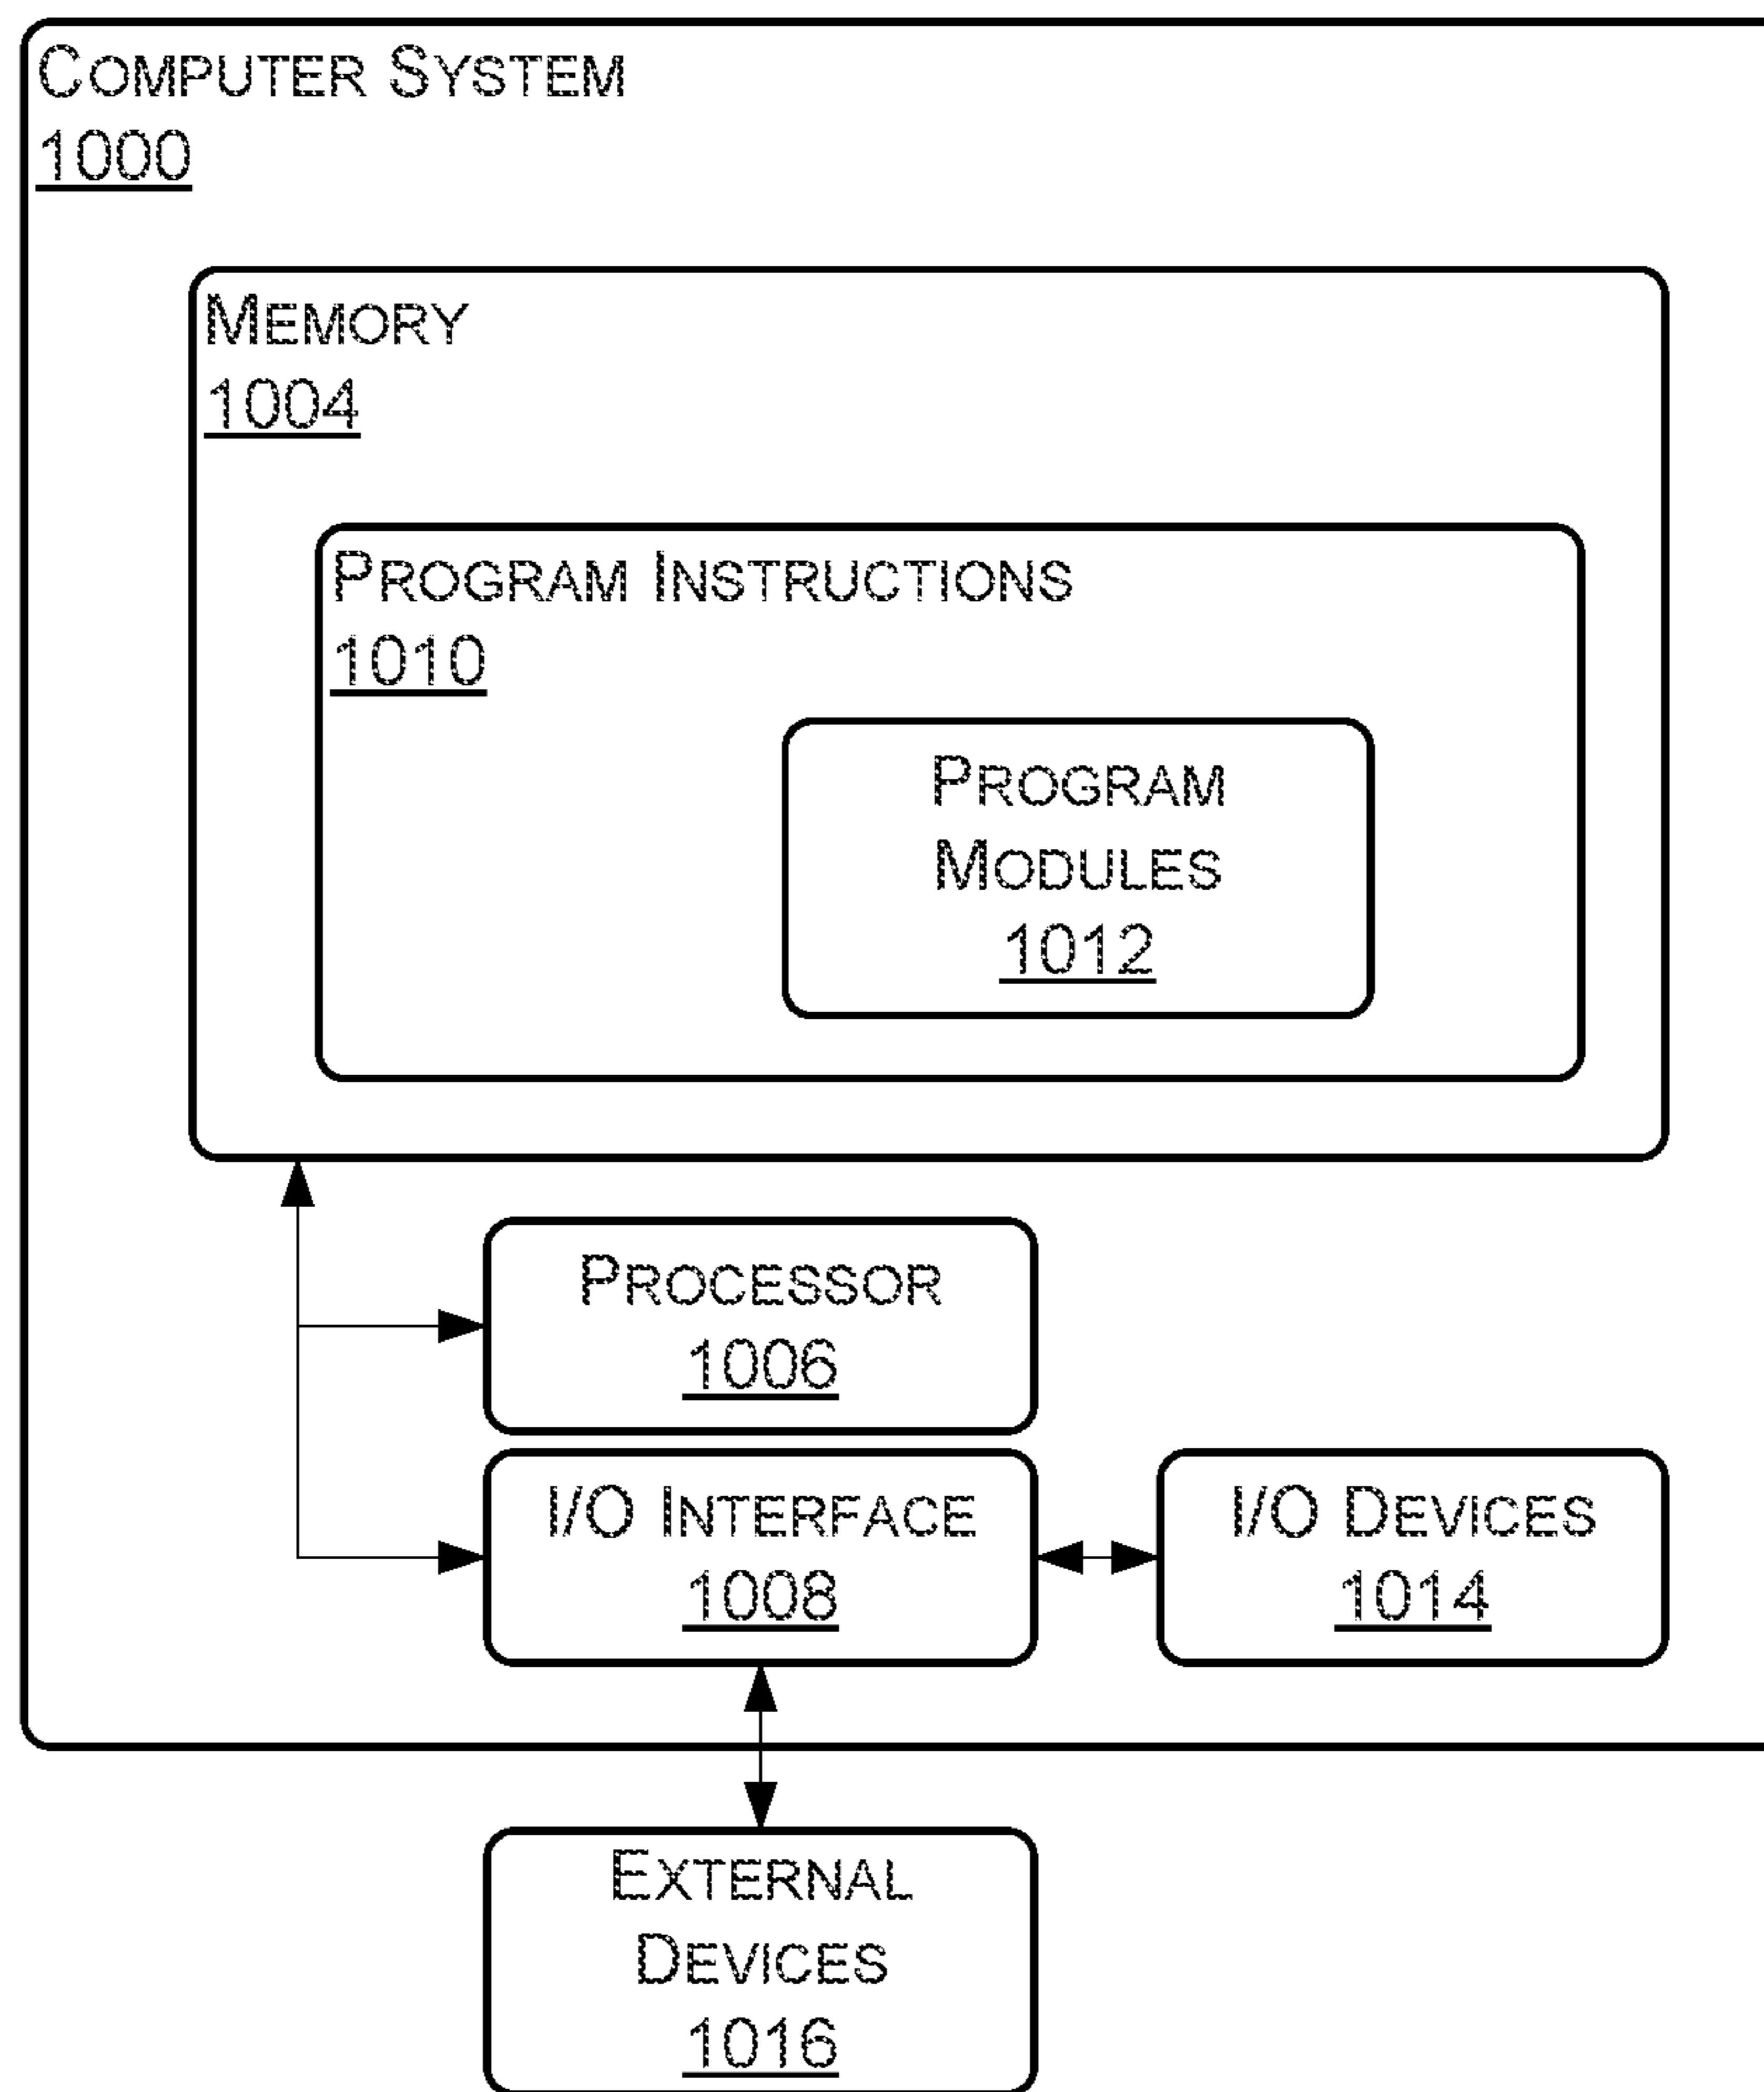 COMPUTER SYSTEM
1000
MEMORY
1004
PROGRAM INSTRUCTIONS
1010
PROGRAM
MODULES
1012
PROCESSOR
1006
I/O INTERFACE
1008
I/O DEVICES
1014
EXTERNAL
DEVICES
1016